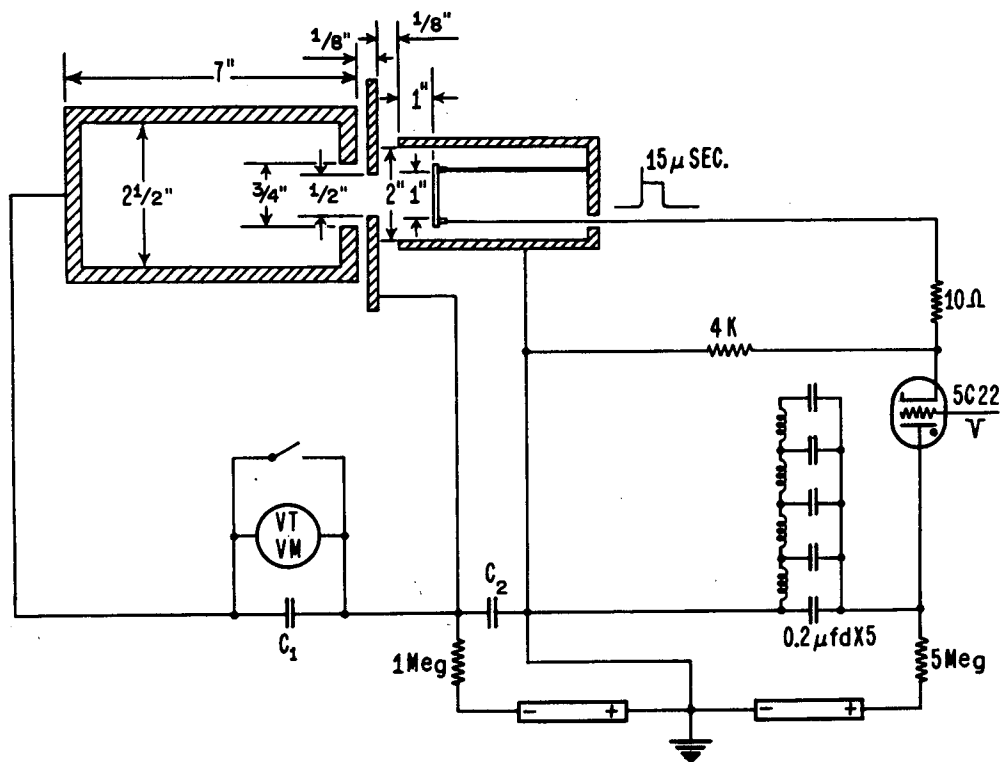 1/8"
1/8"
7"
1"
15 μ SEC.
2 1/2"
3/4"
1/2"
2"
1"
10 Ω
4 K
5C22
VT
VM
C2
C1
0.2 μfd X5
1 Meg
5 Meg
-
+
-
+